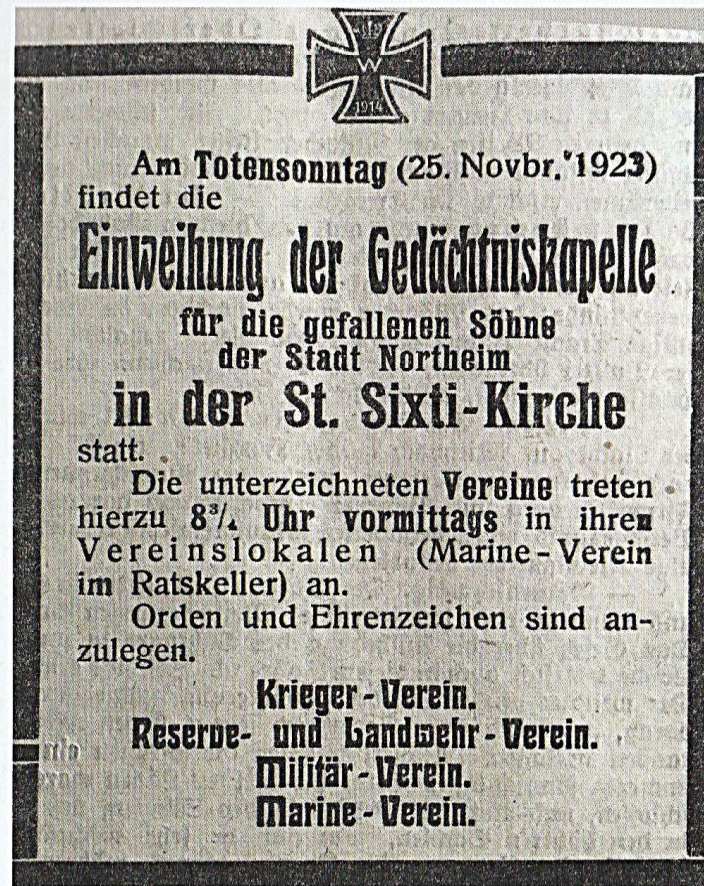 W
1914
Am Totensonntag (25. Novbr. 1923)
findet die
Einweihung der Gedächtniskapelle
für die gefallenen Söhne
der Stadt Northeim
in der St. Sixti-Kirche
statt.
Die unterzeichneten Vereine treten
hierzu 8¾ Uhr vormittags in ihren
Vereinslokalen (Marine-Verein
im Ratskeller) an.
Orden und Ehrenzeichen sind an-
zulegen.
Krieger-Verein.
Reserve- und Landwehr-Verein.
Militär-Verein.
Marine-Verein.